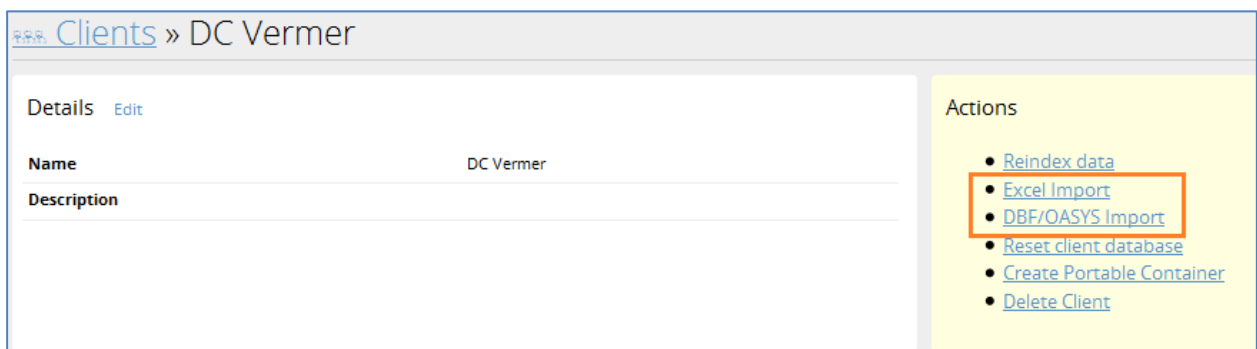 Clients » DC Vermer
Details Edit
Name DC Vermer
Description
Actions
Reindex data
Excel Import
DBF/OASYS Import
Reset client database
Create Portable Container
Delete Client